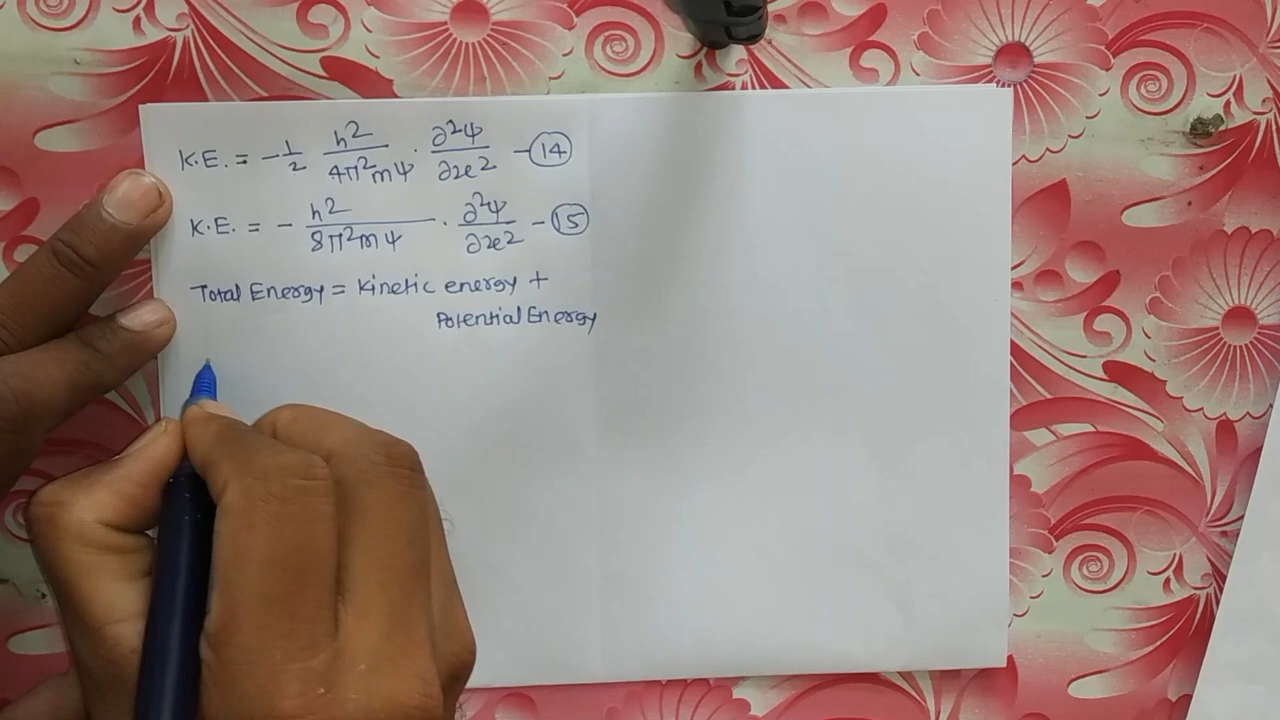 K.E. = -1/2 h²/4π²mψ · ∂²ψ/∂x² -(14)
K.E. = - h²/8π²mψ · ∂²ψ/∂x² -(15)
Total Energy = Kinetic energy +
Potential Energy